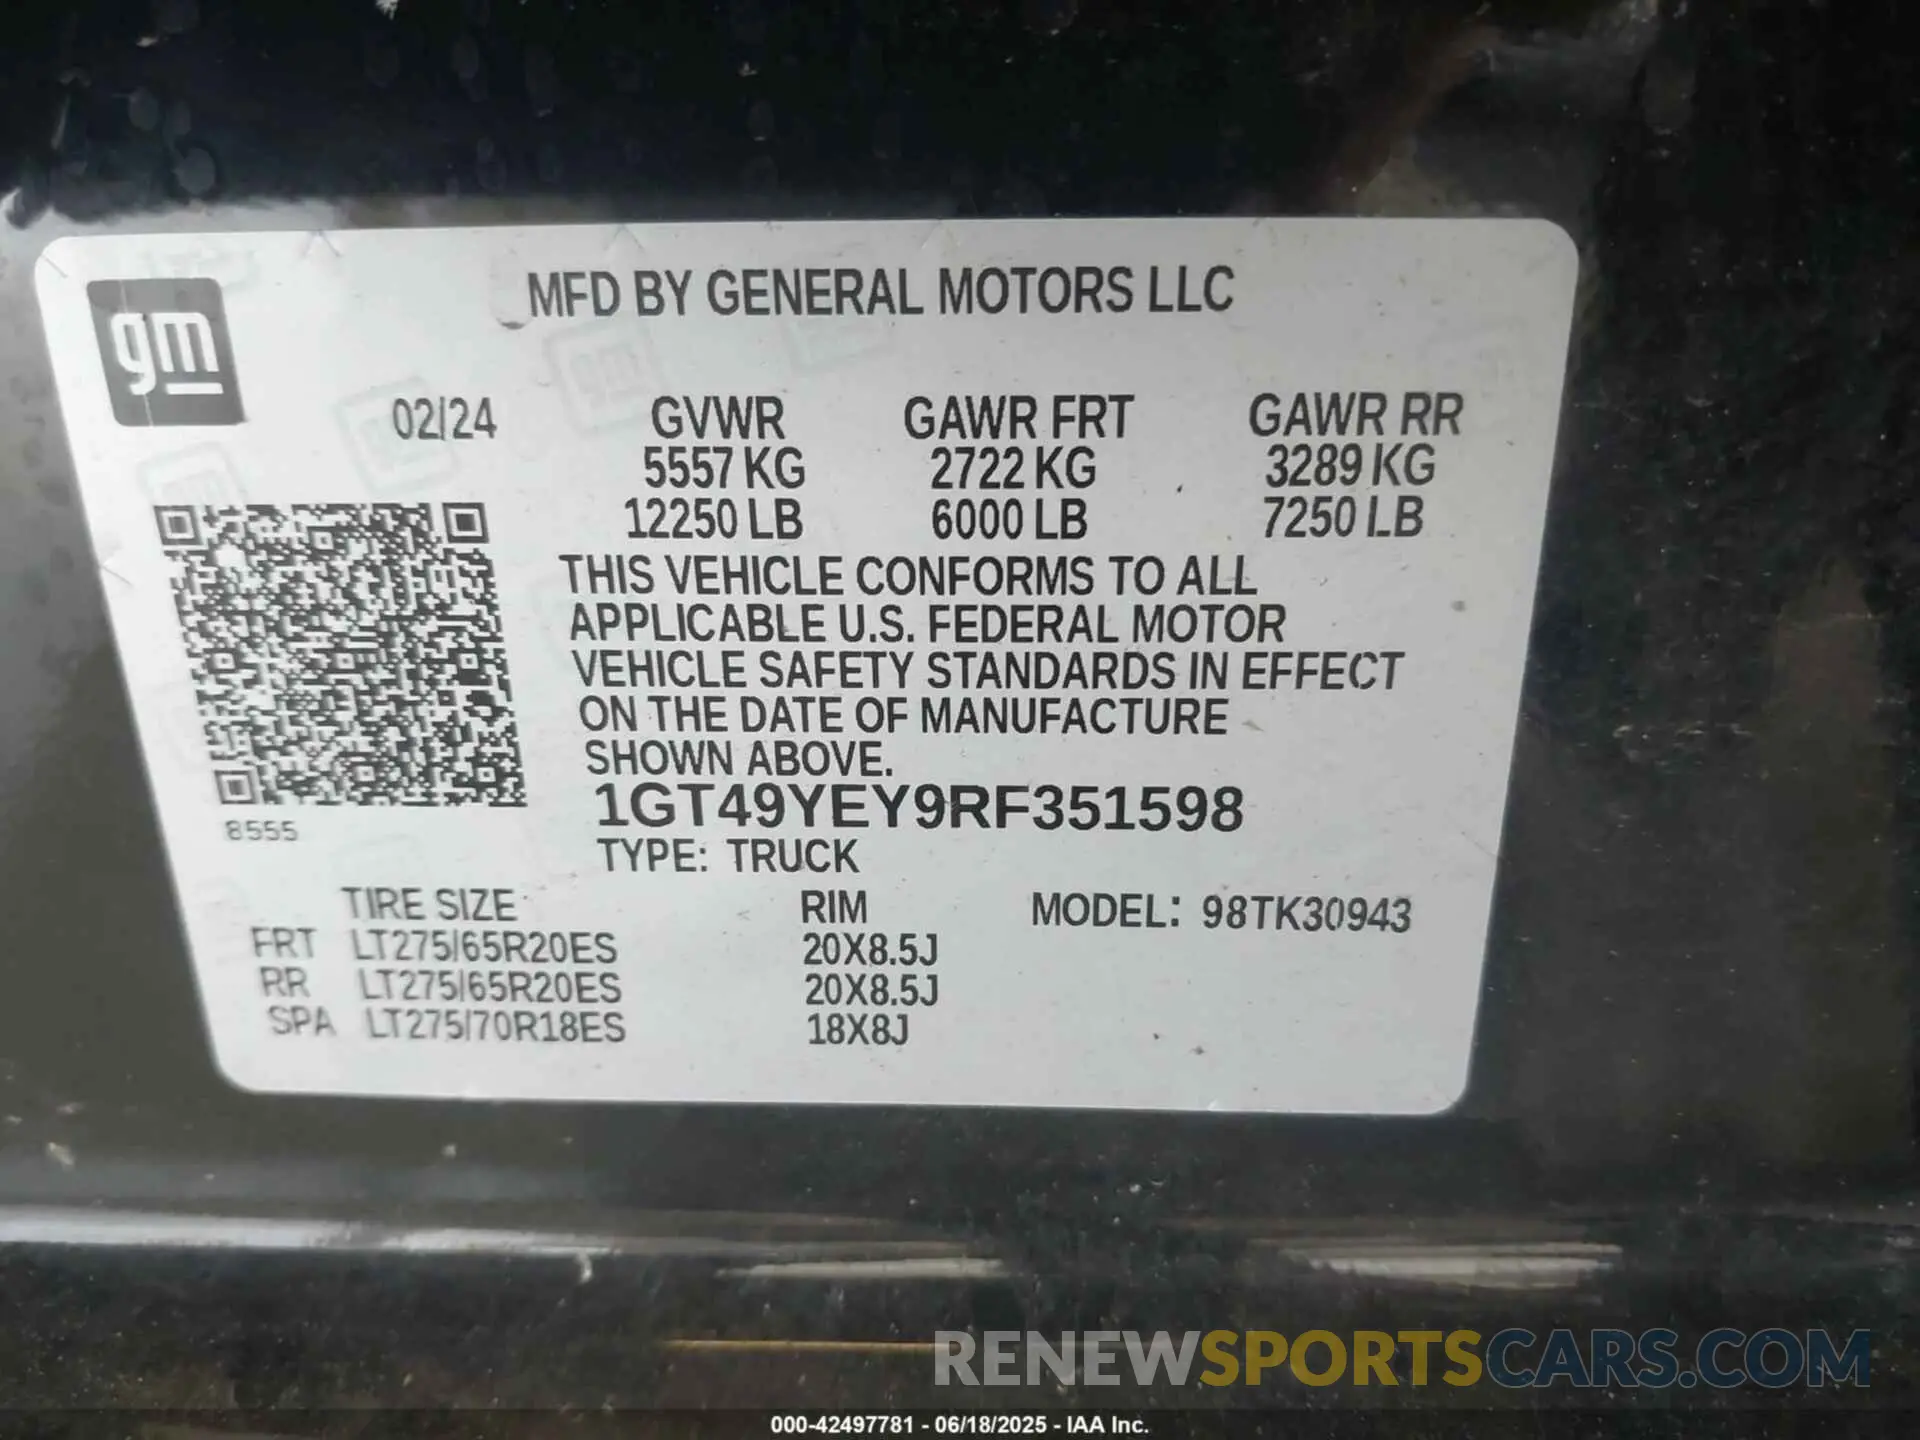 MFD BY GENERAL MOTORS LLC
gm
02/24 GVWR GAWR FRT GAWR RR
5557 KG 2722 KG 3289 KG
12250 LB 6000 LB 7250 LB
THIS VEHICLE CONFORMS TO ALL
APPLICABLE U.S. FEDERAL MOTOR
VEHICLE SAFETY STANDARDS IN EFFECT
ON THE DATE OF MANUFACTURE
SHOWN ABOVE.
1GT49YEY9RF351598
8555
TYPE: TRUCK
TIRE SIZE RIM MODEL: 98TK30943
FRT LT275/65R20ES 20X8.5J
RR LT275/65R20ES 20X8.5J
SPA LT275/70R18ES 18X8J
RENEWSPORTSCARS.COM
000-42497781 - 06/18/2025 - IAA Inc.